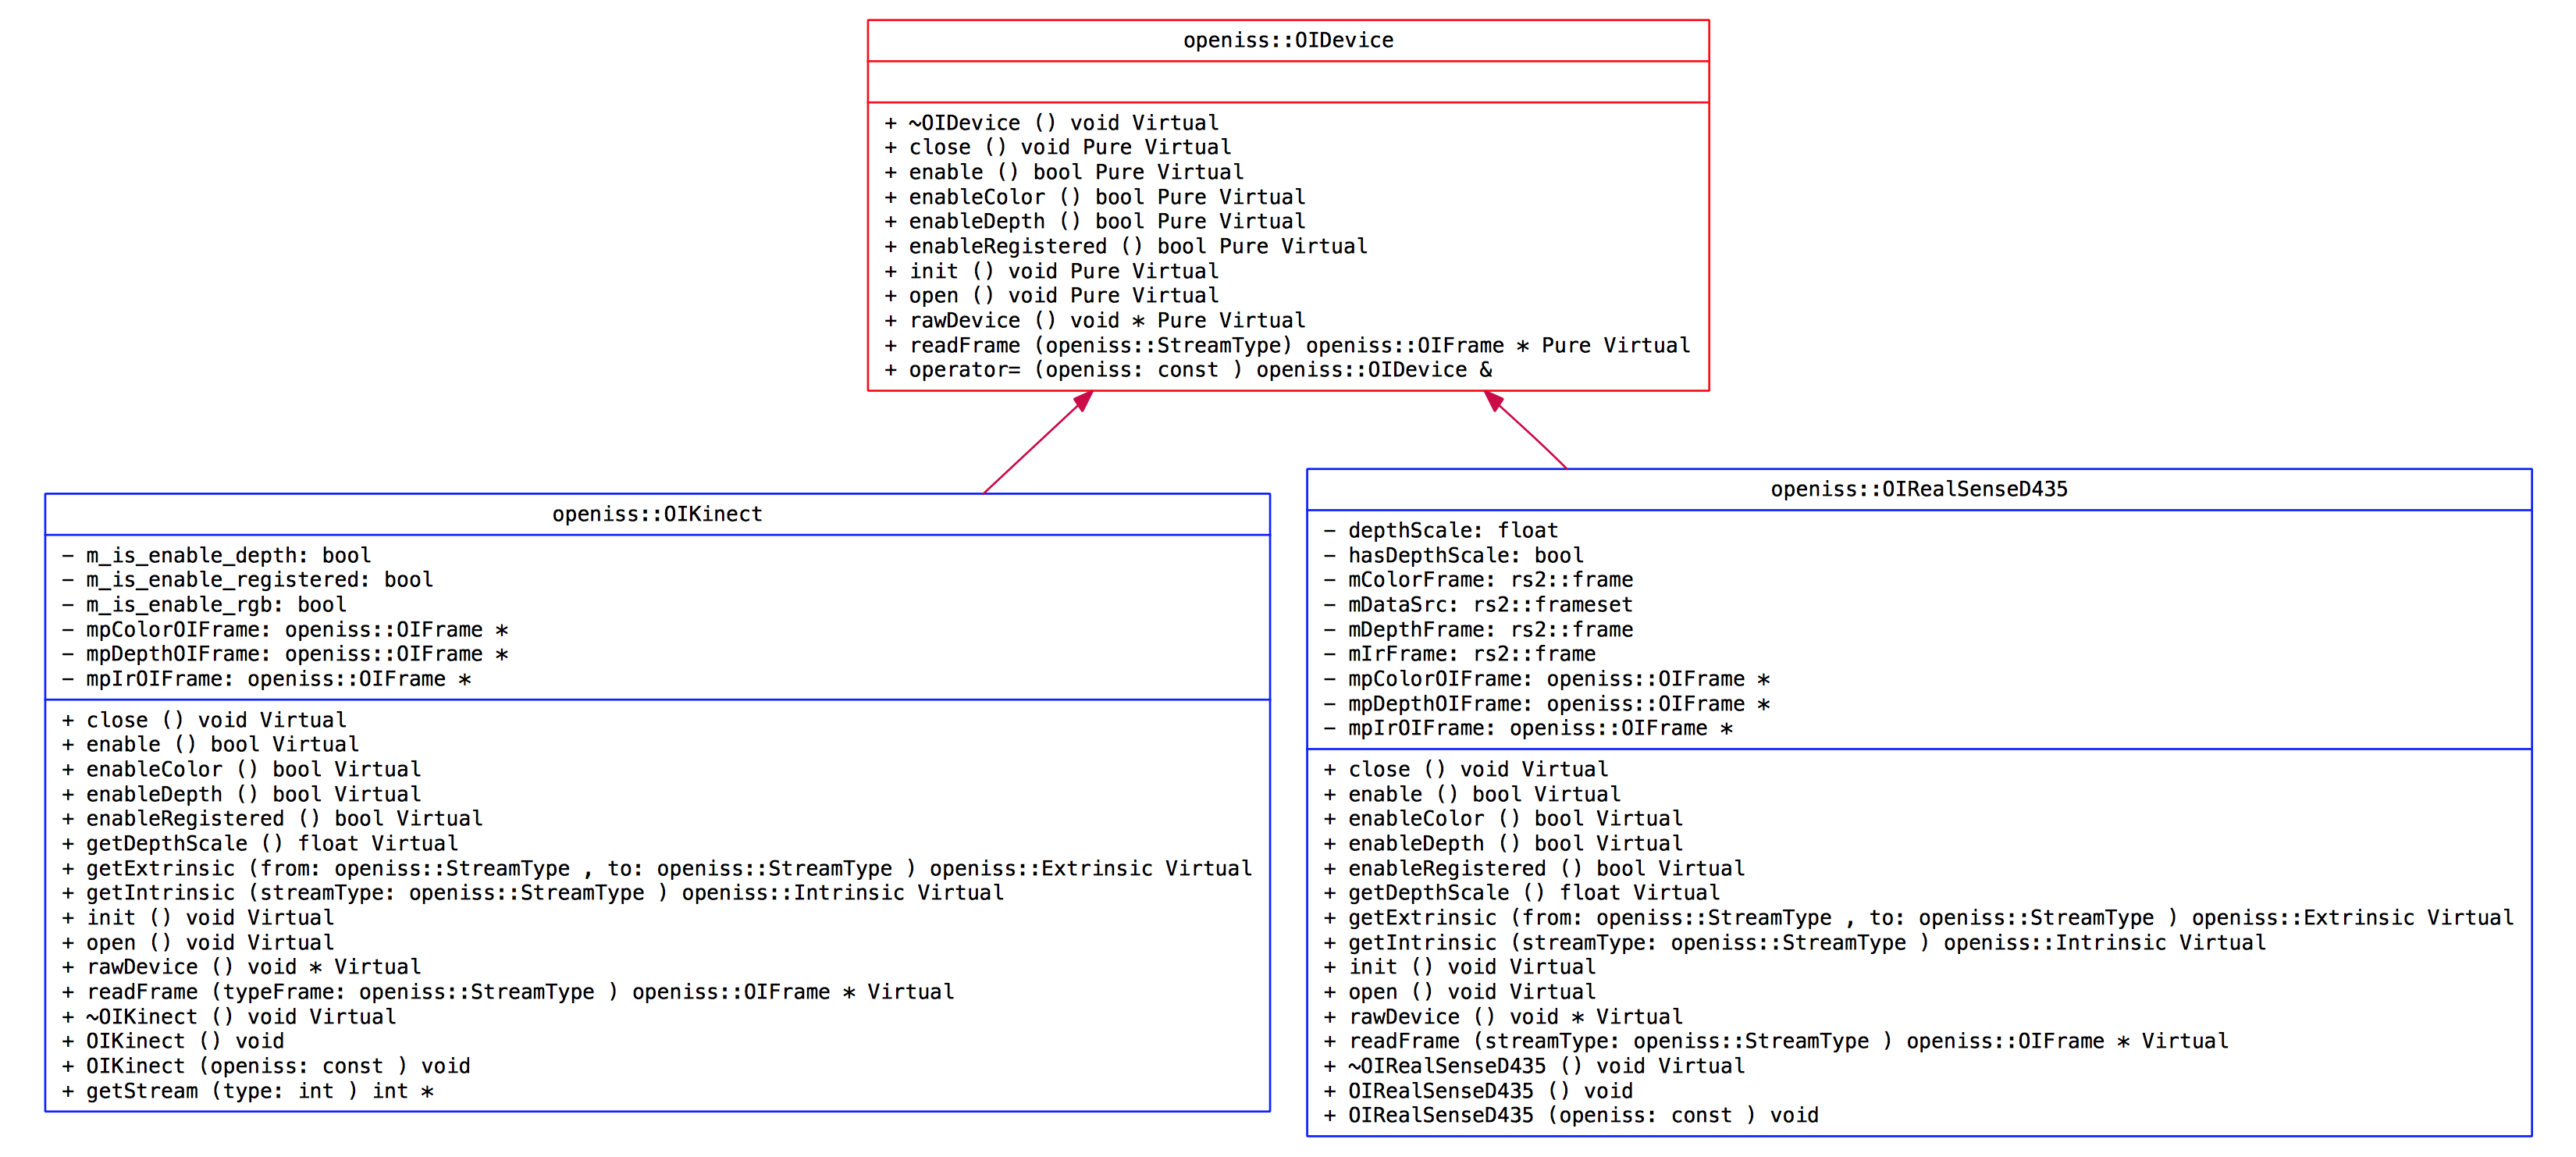 openiss::OIDevice
+ ~OIDevice () void Virtual
+ close () void Pure Virtual
+ enable () bool Pure Virtual
+ enableColor () bool Pure Virtual
+ enableDepth () bool Pure Virtual
+ enableRegistered () bool Pure Virtual
+ init () void Pure Virtual
+ open () void Pure Virtual
+ rawDevice () void * Pure Virtual
+ readFrame (openiss::StreamType) openiss::OIFrame * Pure Virtual
+ operator= (openiss: const ) openiss::OIDevice &
openiss::OIKinect
- m_is_enable_depth: bool
- m_is_enable_registered: bool
- m_is_enable_rgb: bool
- mpColorOIFrame: openiss::OIFrame *
- mpDepthOIFrame: openiss::OIFrame *
- mpIrOIFrame: openiss::OIFrame *
+ close () void Virtual
+ enable () bool Virtual
+ enableColor () bool Virtual
+ enableDepth () bool Virtual
+ enableRegistered () bool Virtual
+ getDepthScale () float Virtual
+ getExtrinsic (from: openiss::StreamType , to: openiss::StreamType ) openiss::Extrinsic Virtual
+ getIntrinsic (streamType: openiss::StreamType ) openiss::Intrinsic Virtual
+ init () void Virtual
+ open () void Virtual
+ rawDevice () void * Virtual
+ readFrame (typeFrame: openiss::StreamType ) openiss::OIFrame * Virtual
+ ~OIKinect () void Virtual
+ OIKinect () void
+ OIKinect (openiss: const ) void
+ getStream (type: int ) int *
openiss::OIRealSenseD435
- depthScale: float
- hasDepthScale: bool
- mColorFrame: rs2::frame
- mDataSrc: rs2::frameset
- mDepthFrame: rs2::frame
- mIrFrame: rs2::frame
- mpColorOIFrame: openiss::OIFrame *
- mpDepthOIFrame: openiss::OIFrame *
- mpIrOIFrame: openiss::OIFrame *
+ close () void Virtual
+ enable () bool Virtual
+ enableColor () bool Virtual
+ enableDepth () bool Virtual
+ enableRegistered () bool Virtual
+ getDepthScale () float Virtual
+ getExtrinsic (from: openiss::StreamType , to: openiss::StreamType ) openiss::Extrinsic Virtual
+ getIntrinsic (streamType: openiss::StreamType ) openiss::Intrinsic Virtual
+ init () void Virtual
+ open () void Virtual
+ rawDevice () void * Virtual
+ readFrame (streamType: openiss::StreamType ) openiss::OIFrame * Virtual
+ ~OIRealSenseD435 () void Virtual
+ OIRealSenseD435 () void
+ OIRealSenseD435 (openiss: const ) void